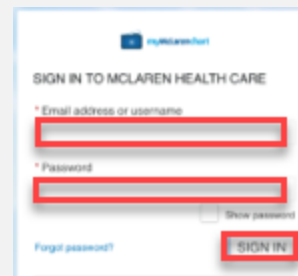 myMclarenchart
SIGN IN TO MCLAREN HEALTH CARE
* Email address or username
* Password
Show password
Forgot password?
SIGN IN